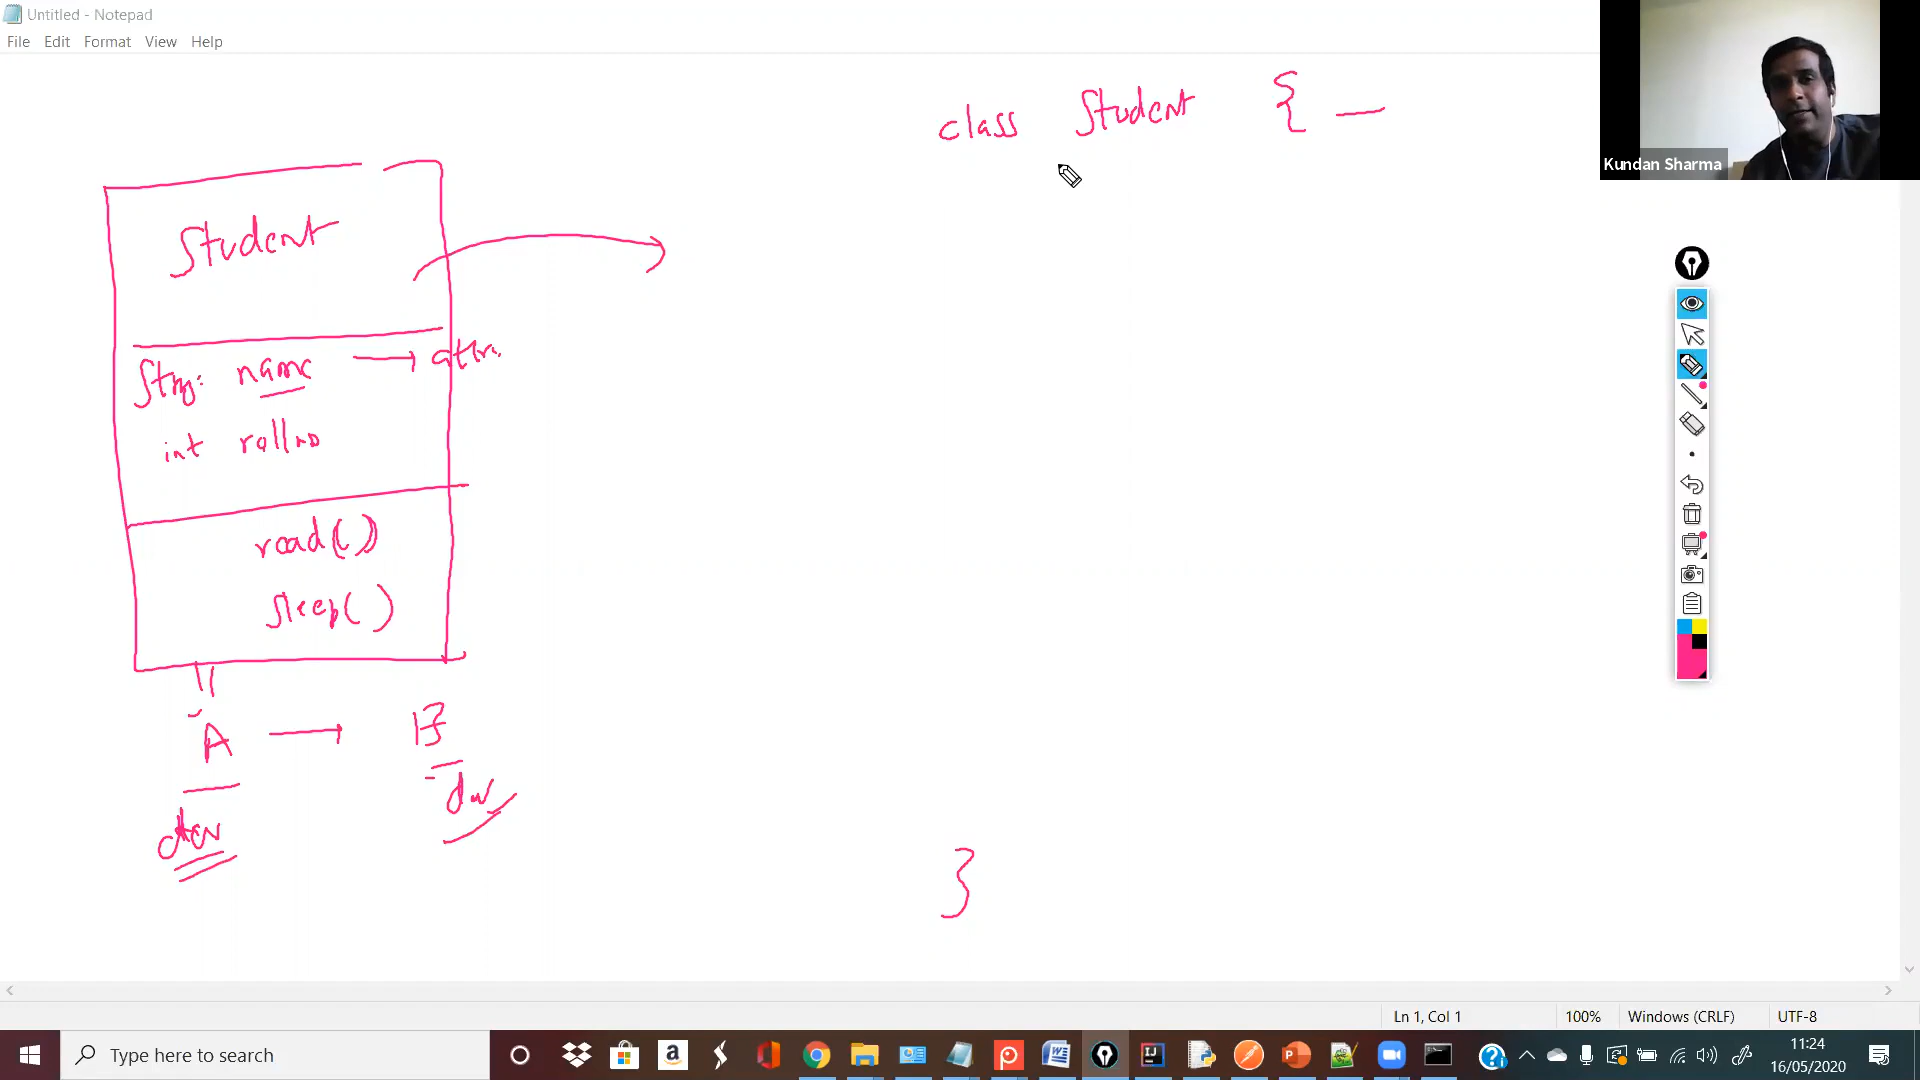 Untitled - Notepad
File Edit Format View Help
class Student {
Kundan Sharma
Student
name
int rollno
read()
sleep()
A
B
}
Ln 1, Col 1 100% Windows (CRLF) UTF-8
Type here to search
11:24
16/05/2020